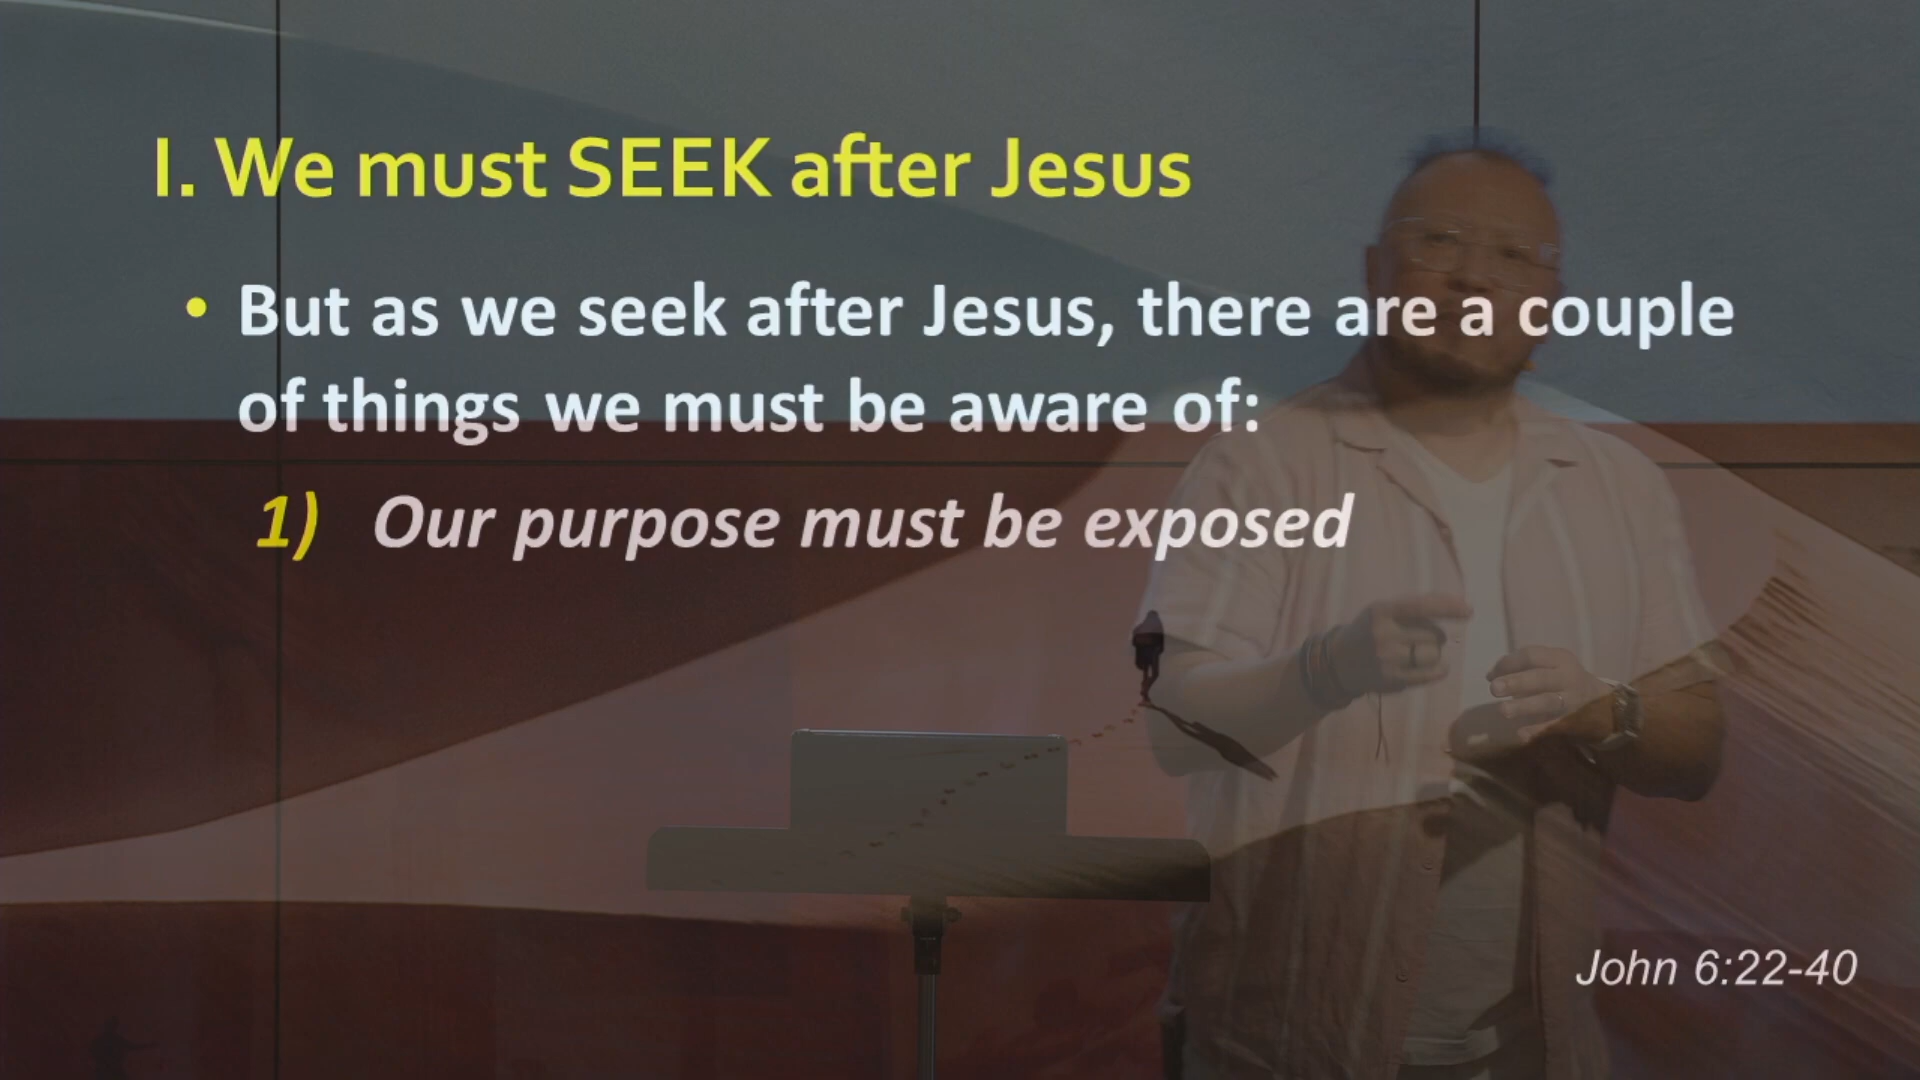 I. We must SEEK after Jesus
• But as we seek after Jesus, there are a couple
of things we must be aware of:
1) Our purpose must be exposed
John 6:22-40